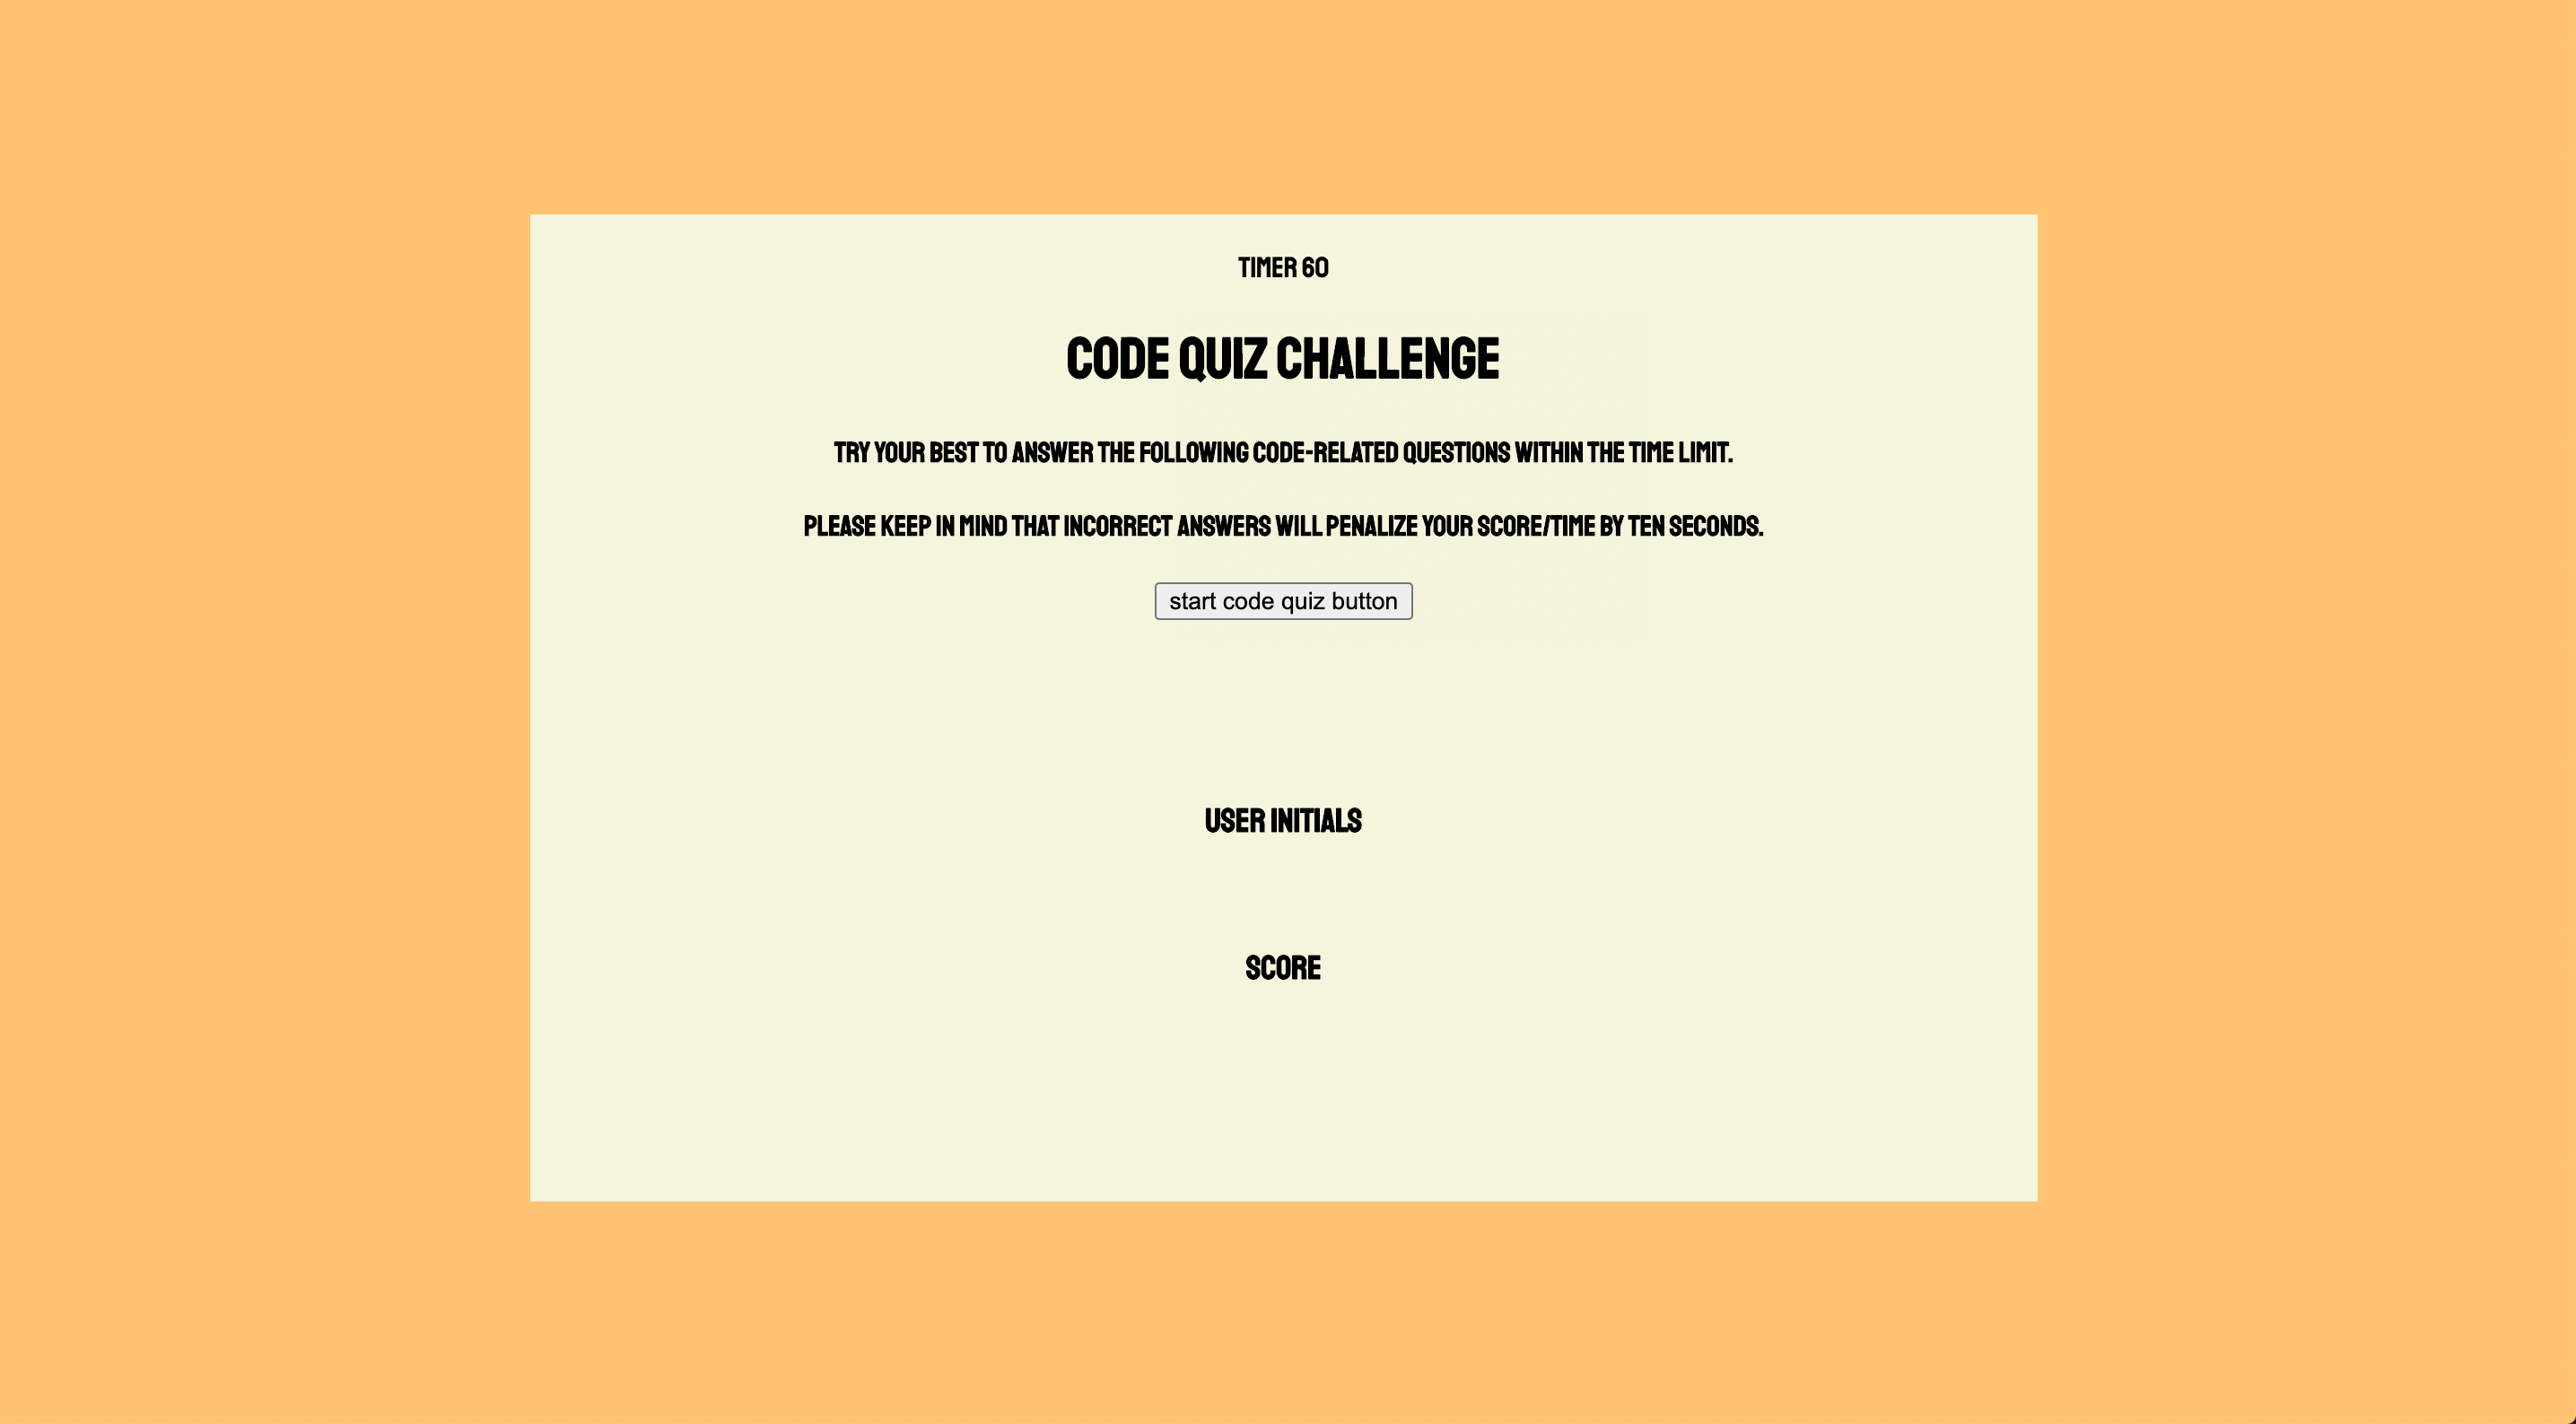 TIMER 60
CODE QUIZ CHALLENGE
TRY YOUR BEST TO ANSWER THE FOLLOWING CODE-RELATED QUESTIONS WITHIN THE TIME LIMIT.
PLEASE KEEP IN MIND THAT INCORRECT ANSWERS WILL PENALIZE YOUR SCORE/TIME BY TEN SECONDS.
start code quiz button
USER INITIALS
SCORE